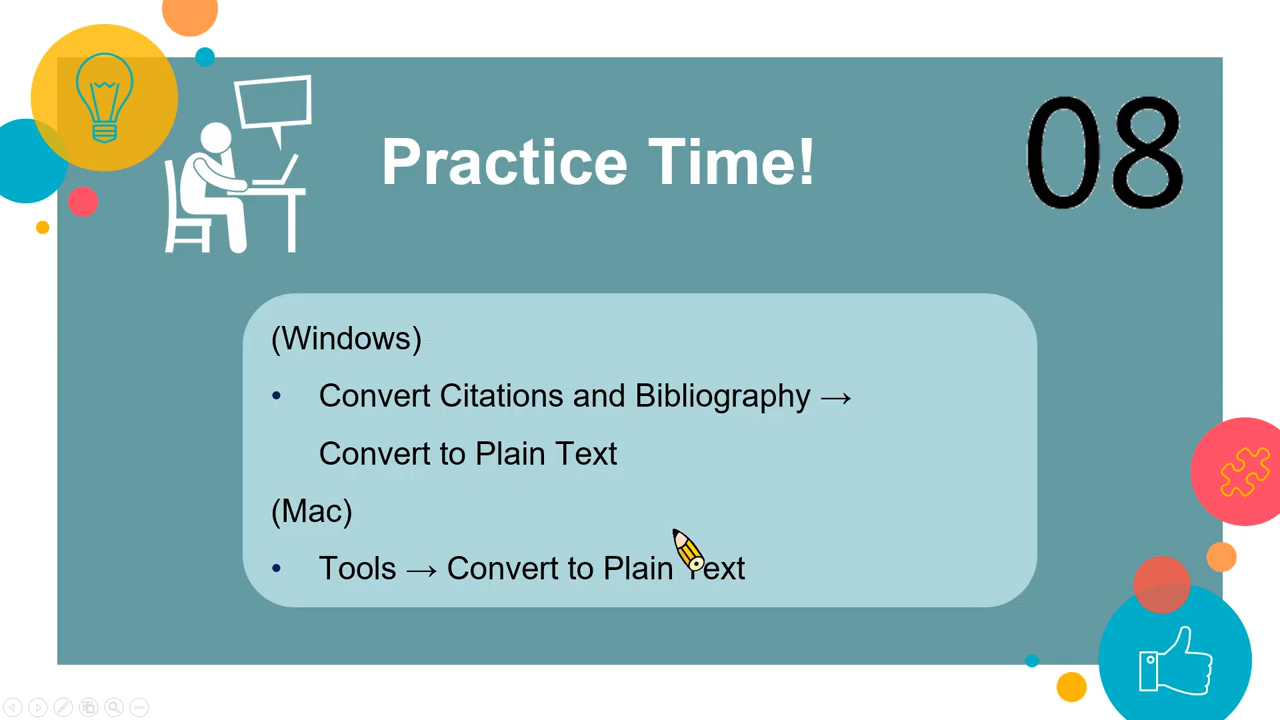 Practice Time!
08
(Windows)
• Convert Citations and Bibliography →
Convert to Plain Text
(Mac)
• Tools → Convert to Plain Text